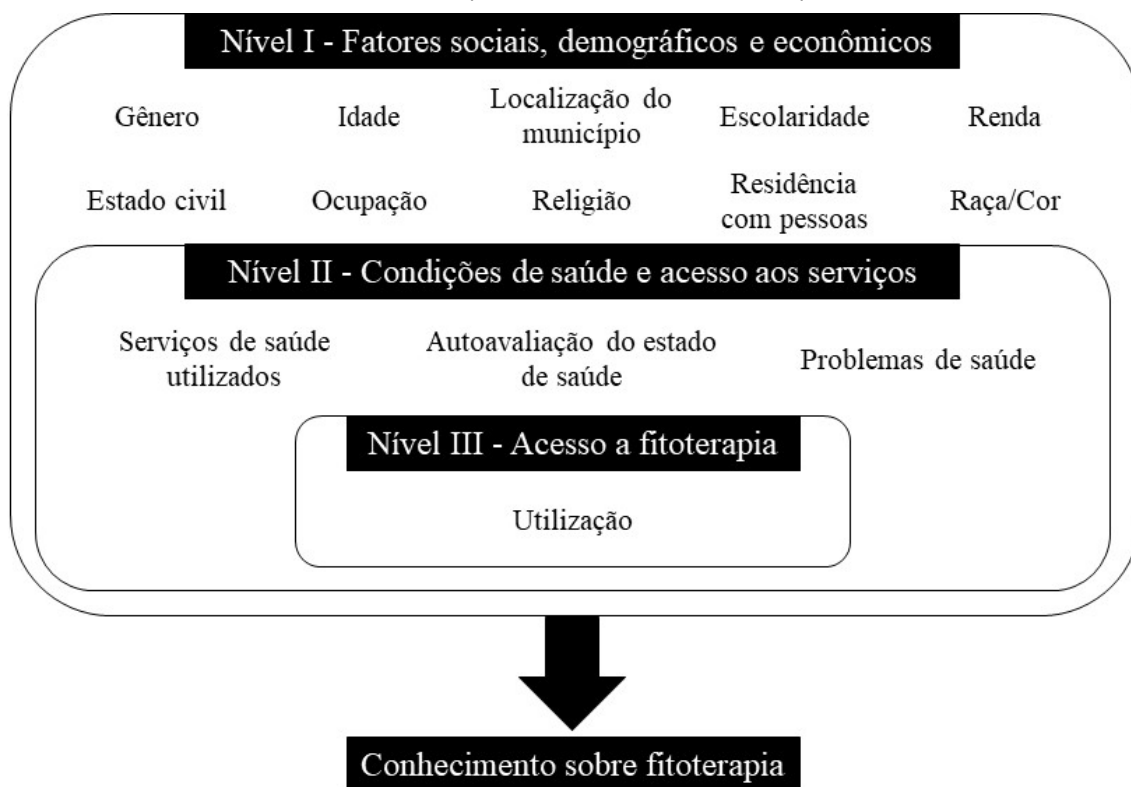 Nível I - Fatores sociais, demográficos e econômicos
Gênero
Idade
Localização do
município
Escolaridade
Renda
Estado civil
Ocupação
Religião
Residência
com pessoas
Raça/Cor
Nível II - Condições de saúde e acesso aos serviços
Serviços de saúde
utilizados
Autoavaliação do estado
de saúde
Problemas de saúde
Nível III - Acesso a fitoterapia
Utilização
Conhecimento sobre fitoterapia